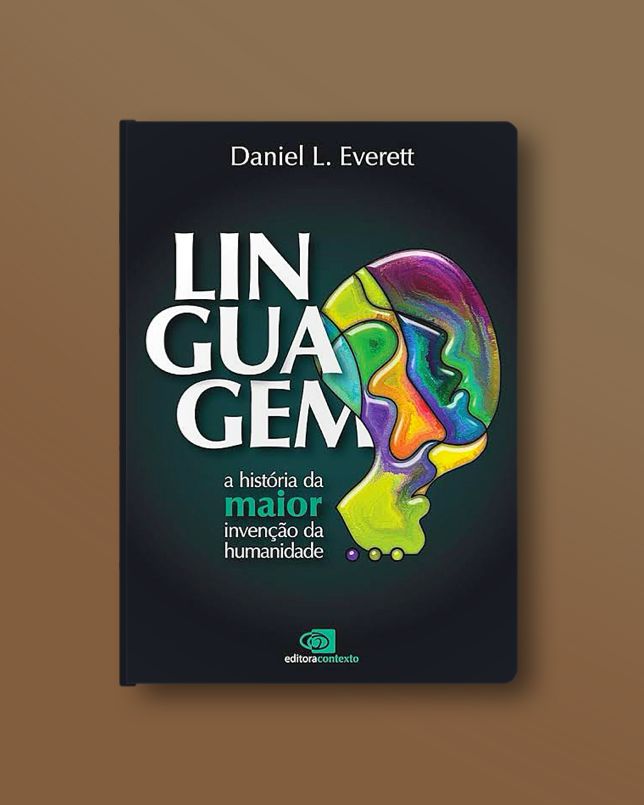 Daniel L. Everett
LIN
GUA
GEM
a história da
maior
invenção da
humanidade
editoracontexto